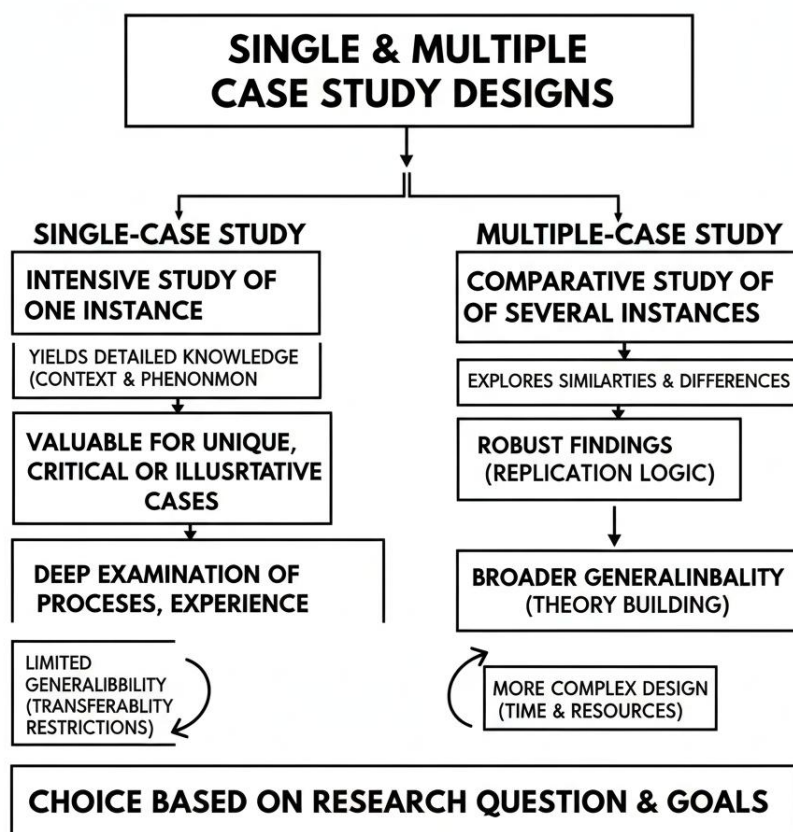 SINGLE & MULTIPLE
CASE STUDY DESIGNS
SINGLE-CASE STUDY
INTENSIVE STUDY OF
ONE INSTANCE
YIELDS DETAILED KNOWLEDGE
(CONTEXT & PHENONMON
VALUABLE FOR UNIQUE,
CRITICAL OR ILLUSRTATIVE
CASES
DEEP EXAMINATION OF
PROCESES, EXPERIENCE
LIMITED
GENERALIBBILITY
(TRANSFERABLITY
RESTRICTIONS)
MULTIPLE-CASE STUDY
COMPARATIVE STUDY OF
OF SEVERAL INSTANCES
EXPLORES SIMILARTIES & DIFFERENCES
ROBUST FINDINGS
(REPLICATION LOGIC)
BROADER GENERALINBALITY
(THEORY BUILDING)
MORE COMPLEX DESIGN
(TIME & RESOURCES)
CHOICE BASED ON RESEARCH QUESTION & GOALS